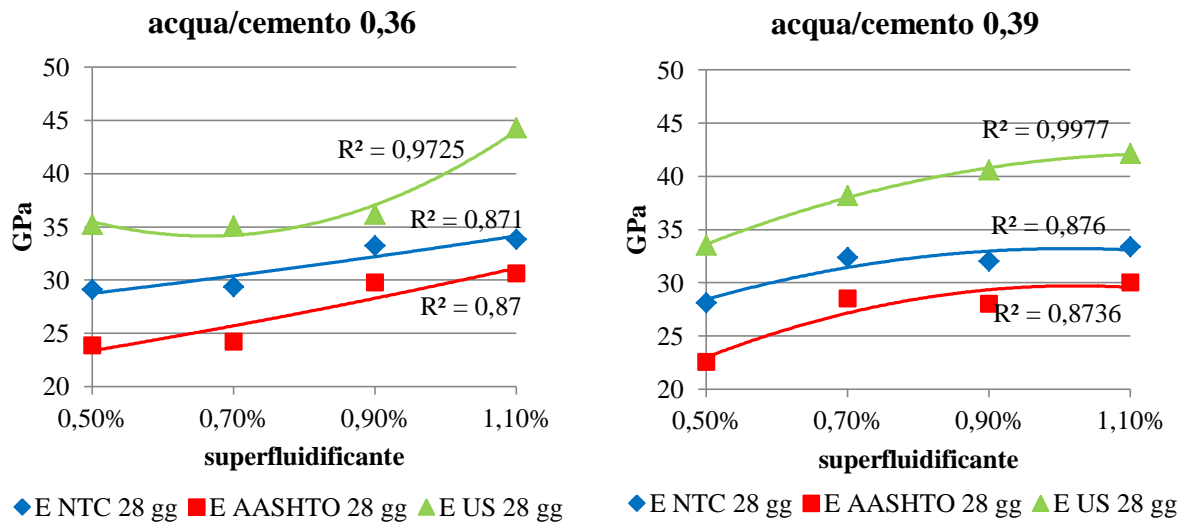 acqua/cemento 0,36
50
45
40
35
30
25
20
GPa
R² = 0,9725
R² = 0,871
R² = 0,87
0,50% 0,70% 0,90% 1,10%
superfluidificante
E NTC 28 gg E AASHTO 28 gg E US 28 gg
acqua/cemento 0,39
50
45
40
35
30
25
20
GPa
R² = 0,9977
R² = 0,876
R² = 0,8736
0,50% 0,70% 0,90% 1,10%
superfluidificante
E NTC 28 gg E AASHTO 28 gg E US 28 gg